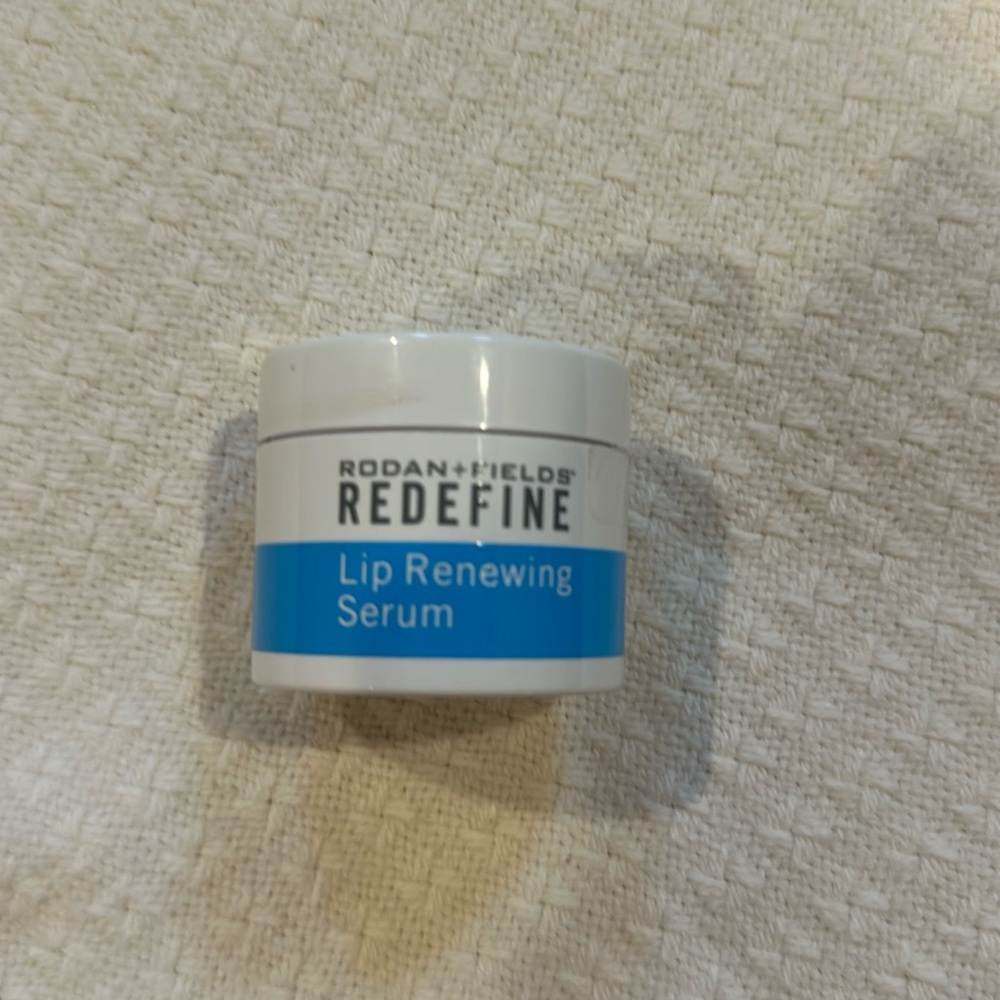 RODAN+FIELDS®
REDEFINE
Lip Renewing
Serum